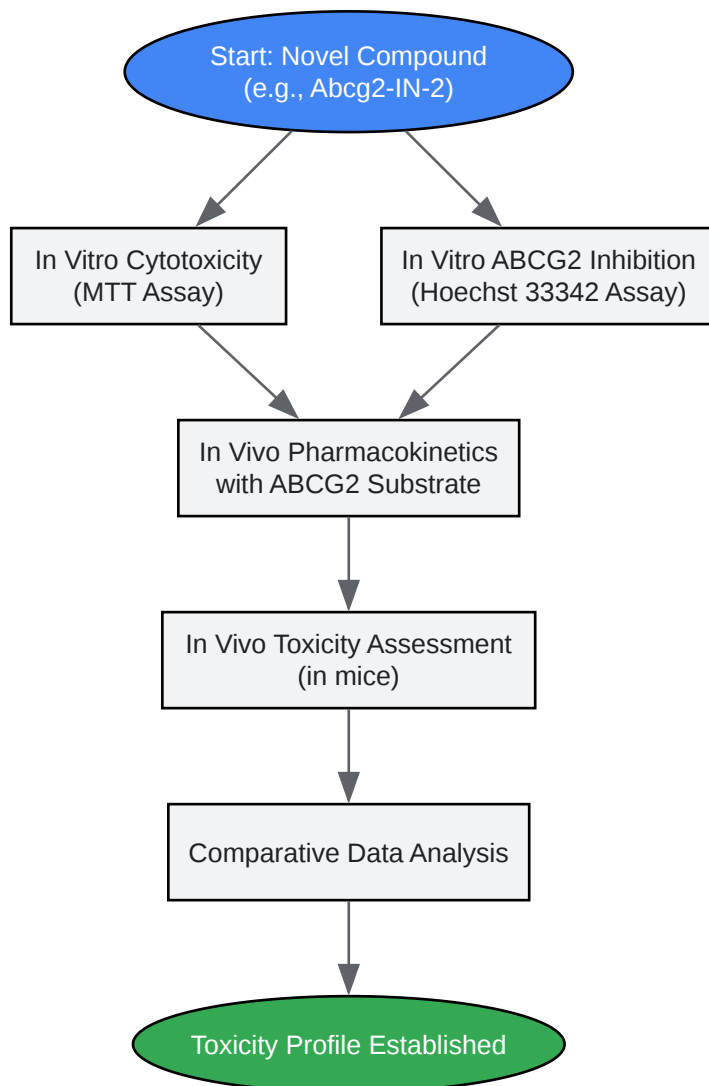 Start: Novel Compound
(e.g., Abcg2-IN-2)
In Vitro Cytotoxicity
(MTT Assay)
In Vitro ABCG2 Inhibition
(Hoechst 33342 Assay)
In Vivo Pharmacokinetics
with ABCG2 Substrate
In Vivo Toxicity Assessment
(in mice)
Comparative Data Analysis
Toxicity Profile Established